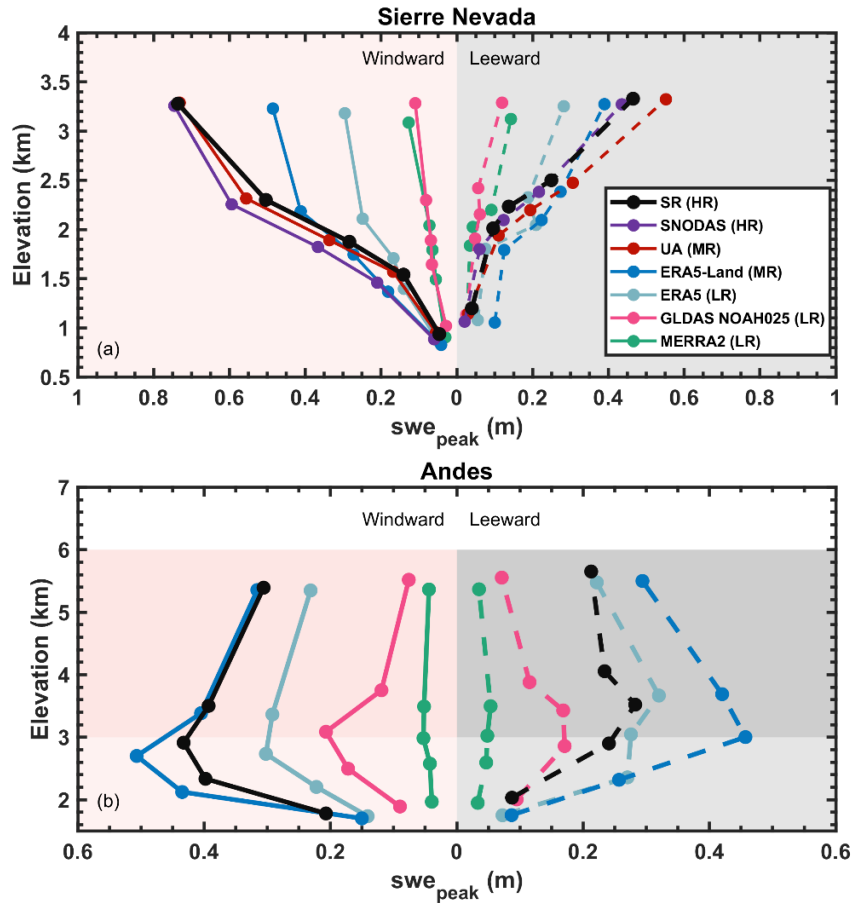 Sierre Nevada
4
3.5
3
2.5
2
1.5
1
0.5
Elevation (km)
Windward
Leeward
SR (HR)
SNODAS (HR)
UA (MR)
ERA5-Land (MR)
ERA5 (LR)
GLDAS NOAH025 (LR)
MERRA2 (LR)
(a)
1 0.8 0.6 0.4 0.2 0 0.2 0.4 0.6 0.8 1
swe_peak (m)
Andes
7
6
5
4
3
2
Elevation (km)
Windward
Leeward
(b)
0.6 0.4 0.2 0 0.2 0.4 0.6
swe_peak (m)